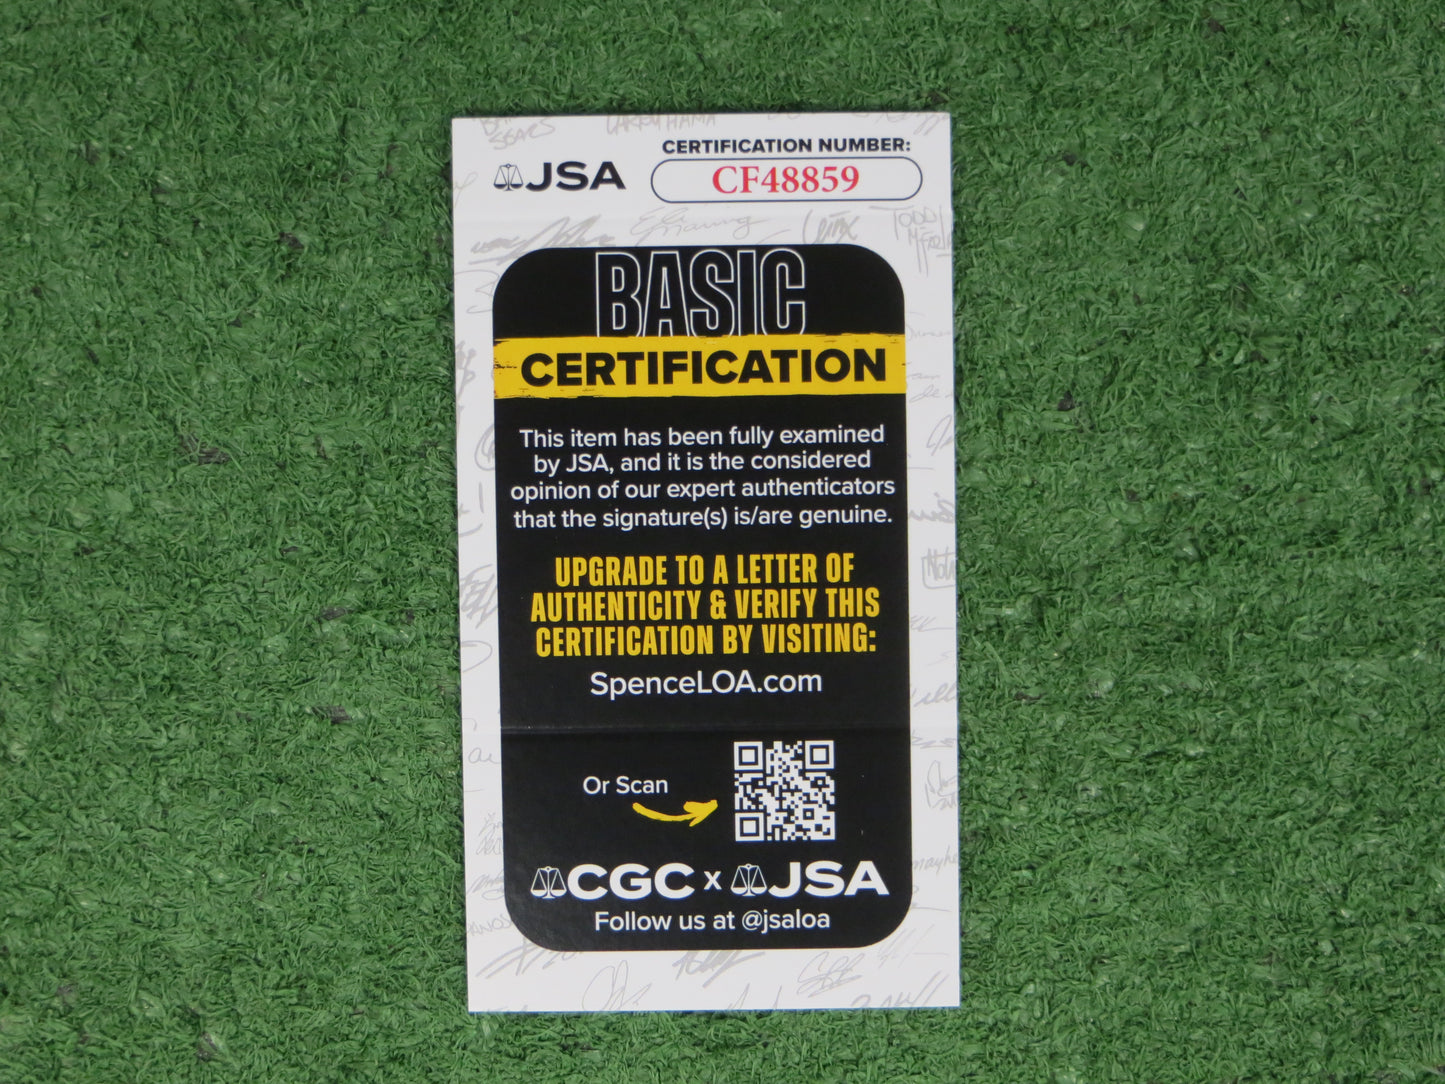 LARRY HAMA
JSA
CERTIFICATION NUMBER:
CF48859
BASIC
CERTIFICATION
This item has been fully examined
by JSA, and it is the considered
opinion of our expert authenticators
that the signature(s) is/are genuine.
UPGRADE TO A LETTER OF
AUTHENTICITY & VERIFY THIS
CERTIFICATION BY VISITING:
SpenceLOA.com
Or Scan
CGC x JSA
Follow us at @jsaloa